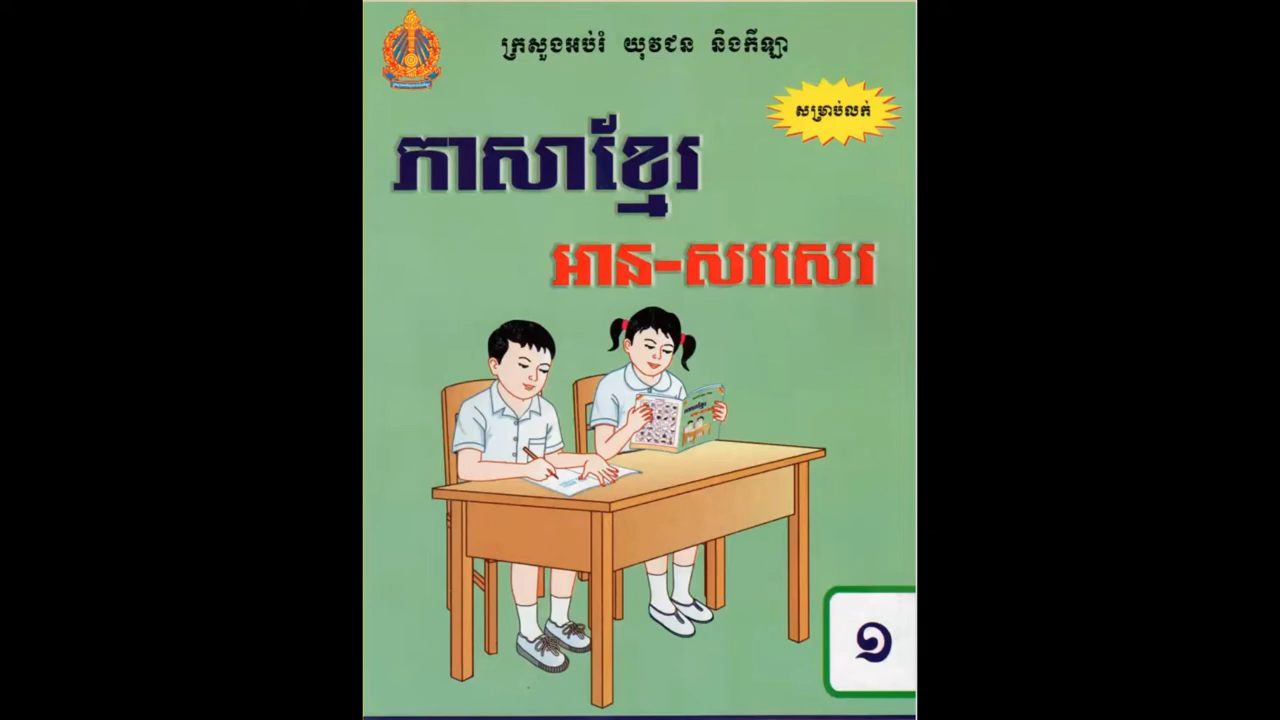 ក្រសួងអប់រំ យុវជន និងកីឡា
សម្រាប់លក់
ភាសាខ្មែរ
អាន-សរសេរ
១